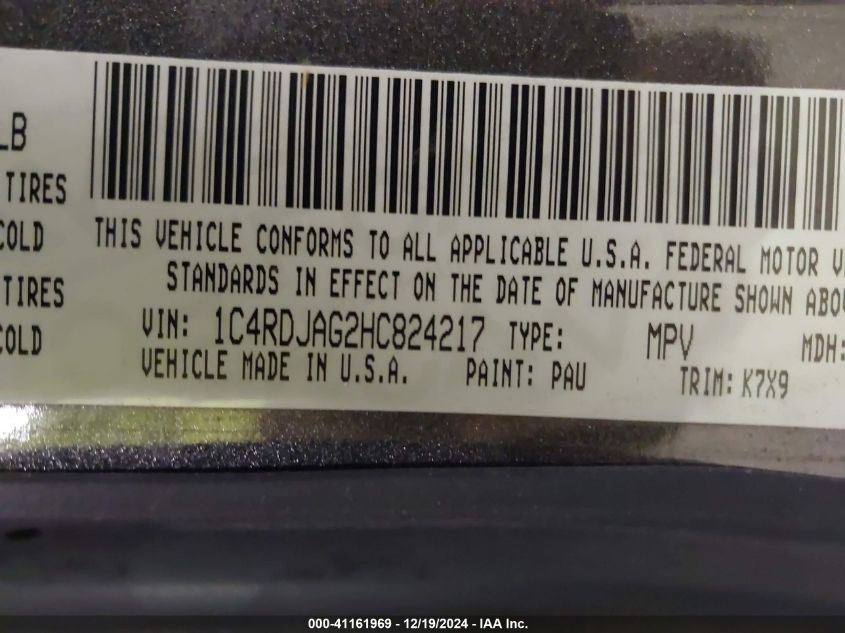 LB
TIRES
COLD
TIRES
COLD
THIS VEHICLE CONFORMS TO ALL APPLICABLE U.S.A. FEDERAL MOTOR
STANDARDS IN EFFECT ON THE DATE OF MANUFACTURE SHOWN ABOV
VIN: 1C4RDJAG2HC824217 TYPE: MPV MDH:
VEHICLE MADE IN U.S.A. PAINT: PAU TRIM: K7X9
000-41161969 - 12/19/2024 - IAA Inc.